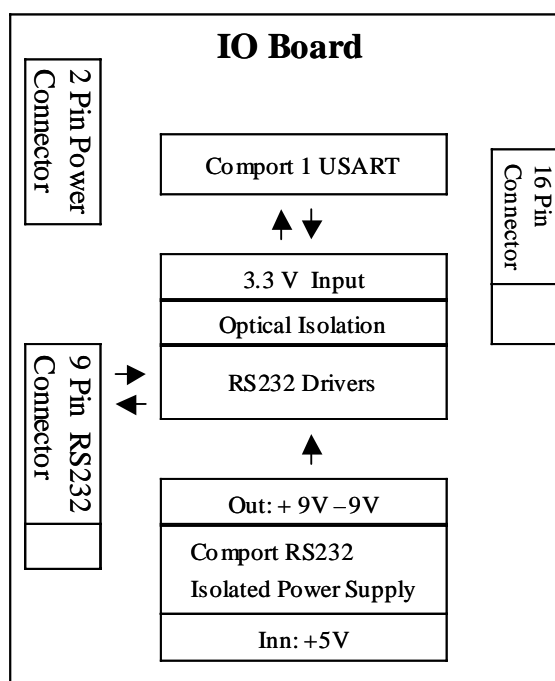 IO Board
2 Pin Power
Connector
Comport 1 USART
16 Pin
Connector
3.3 V Input
Optical Isolation
RS232 Drivers
9 Pin RS232
Connector
Out: + 9V –9V
Comport RS232
Isolated Power Supply
Inn: +5V